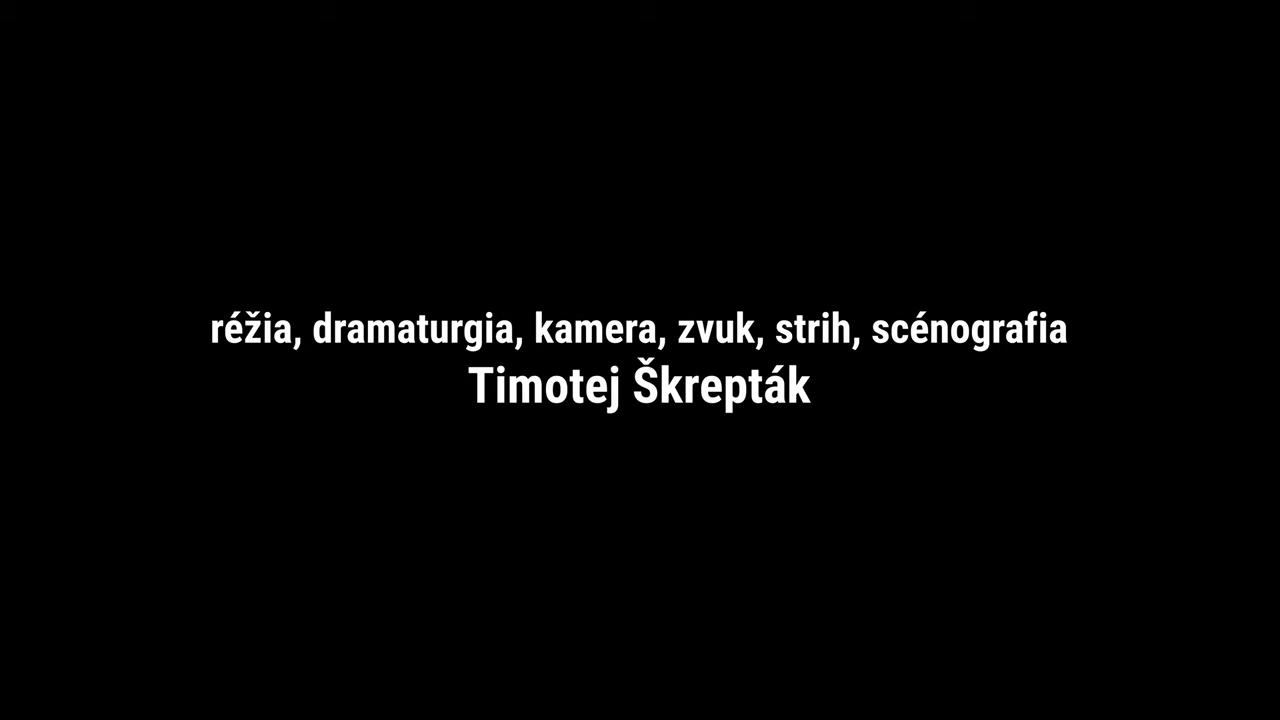 réžia, dramaturgia, kamera, zvuk, strih, scénografia
Timotej Škrepták